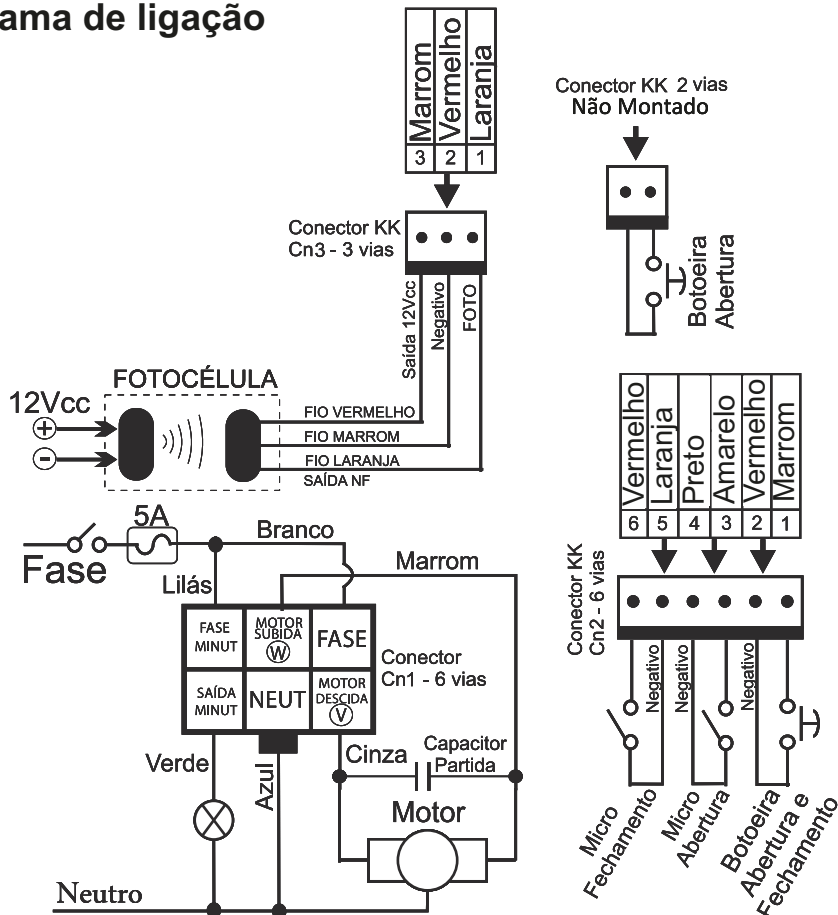 ama de ligação
Marrom
Vermelho
Laranja
3 2 1
Conector KK
Cn3 - 3 vias
Saída 12Vcc
Negativo
FOTO
Conector KK 2 vias
Não Montado
Botoeira
Abertura
FOTOCÉLULA
12Vcc
+
-
FIO VERMELHO
FIO MARROM
FIO LARANJA
SAÍDA NF
Vermelho
Laranja
Preto
Amarelo
Vermelho
Marrom
6 5 4 3 2 1
Conector KK
Cn2 - 6 vias
Negativo
Negativo
Negativo
Micro
Fechamento
Micro
Abertura
Botoeira
Abertura e
Fechamento
5A
Fase
Branco
Lilás
Marrom
FASE
MINUT
MOTOR
SUBIDA
W
FASE
SAÍDA
MINUT
NEUT
MOTOR
DESCIDA
V
Conector
Cn1 - 6 vias
Verde
Azul
Cinza
Capacitor
Partida
Motor
Neutro